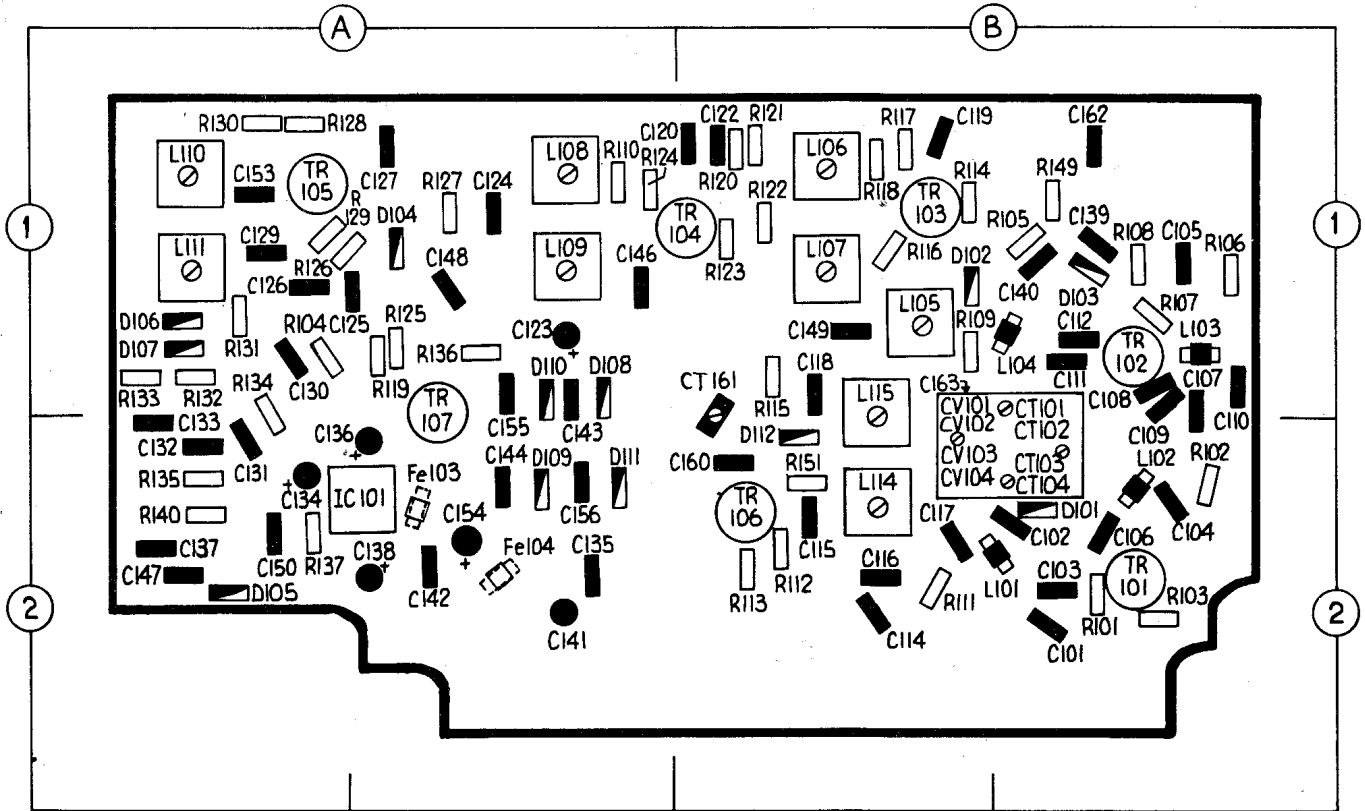 A B
C122 R121
R130 R128 C120 R117 C119 C162
L110 C153 TR 105 C127 R127 C124 L108 R110 R124 R120 R122 L106 R118 TR 103 R114 R149
R 129 D104 TR 104 R105 C139 R108 C105 R106
1 1
L111 C129 R126 C126 C148 L109 C146 R123 L107 R116 D102 C140 D103 R107
D106 R104 C125 R125 C123 + C149 L105 R109 L104 C112 TR 102 L103
D107 R131 C130 R119 R136 D110 D108 C118 C111
R133 R132 R134 TR 107 CT161 R115 L115 C163 C108 C107 C110
CV101 CT101
CV102 CT102
CV103 CT103
CV104 CT104
C133 C136 + C155 C143 D112 C109 L102 R102
C132 C131 C144 D109 D111 C160 R151
R135 + C134 IC101 Fe103 C156 TR 106 L114 D101
R140 C154 + C117 C102 C106 C104
C137 C150 R137 C138 + Fe104 C135 C115 C116 L101 C103 TR 101
C147 D105 C142 R113 R112 R111 R101 R103
2 2
C141 C114 C101